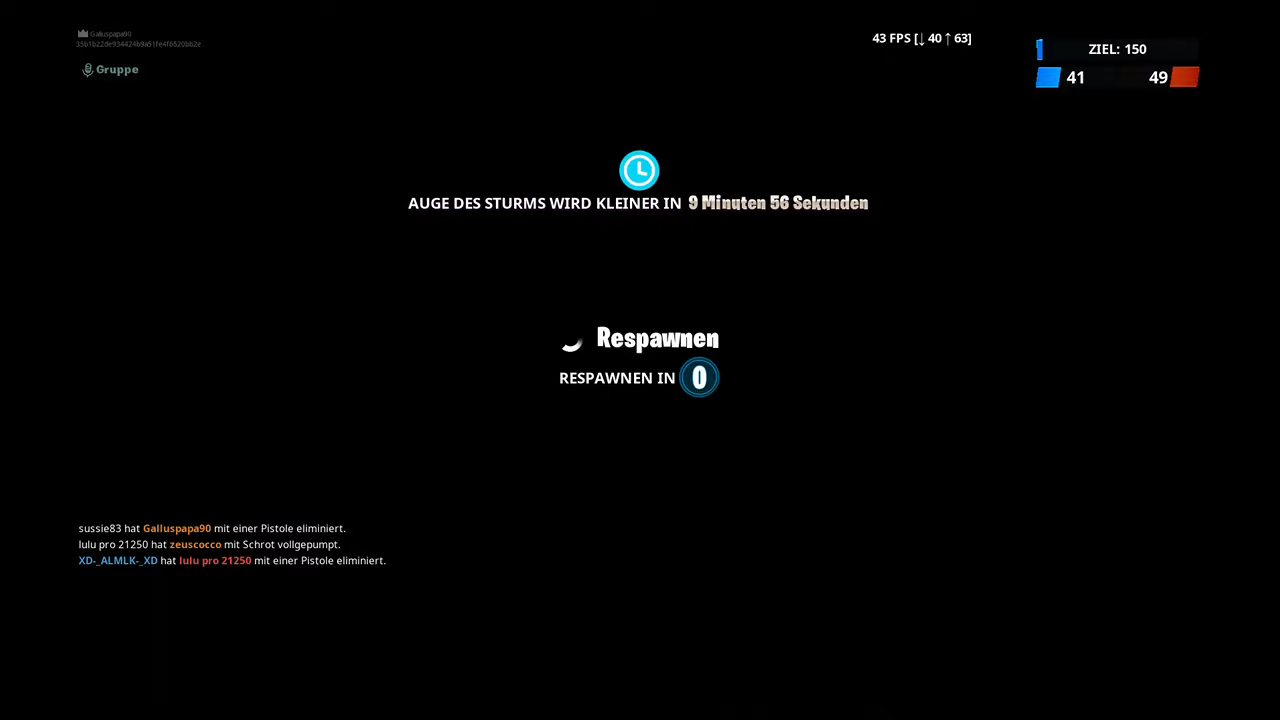 Galluspapa90
43 FPS [↓ 40 ↑ 63]
ZIEL: 150
Gruppe
41 49
AUGE DES STURMS WIRD KLEINER IN 9 Minuten 56 Sekunden
Respawnen
RESPAWNEN IN 0
sussie83 hat Galluspapa90 mit einer Pistole eliminiert.
lulu pro 21250 hat zeuscocco mit Schrot vollgepumpt.
XD-_ALMLK-_XD hat lulu pro 21250 mit einer Pistole eliminiert.